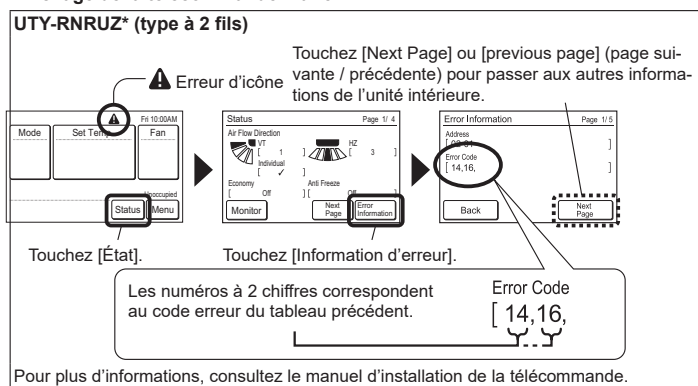 UTY-RNRUZ* (type à 2 fils)
Touchez [Next Page] ou [previous page] (page sui-
vante / précédente) pour passer aux autres informa-
tions de l'unité intérieure.
Erreur d'icône
Fri 10:00AM
Mode
Set Temp
Fan
Unoccupied
Status
Menu
Status
Page 1/ 4
Air Flow Direction
VT
[ 1 ]
HZ
[ 3 ]
Individual
[ ✓ ]
Economy
[ Off ]
Anti Freeze
[ Off ]
Monitor
Next
Page
Error
Information
Error Information
Page 1/ 5
Address
Error Code
[ 14,16, ]
Back
Next
Page
Touchez [État].
Touchez [Information d'erreur].
Les numéros à 2 chiffres correspondent
au code erreur du tableau précédent.
Error Code
[ 14,16,
Pour plus d'informations, consultez le manuel d'installation de la télécommande.